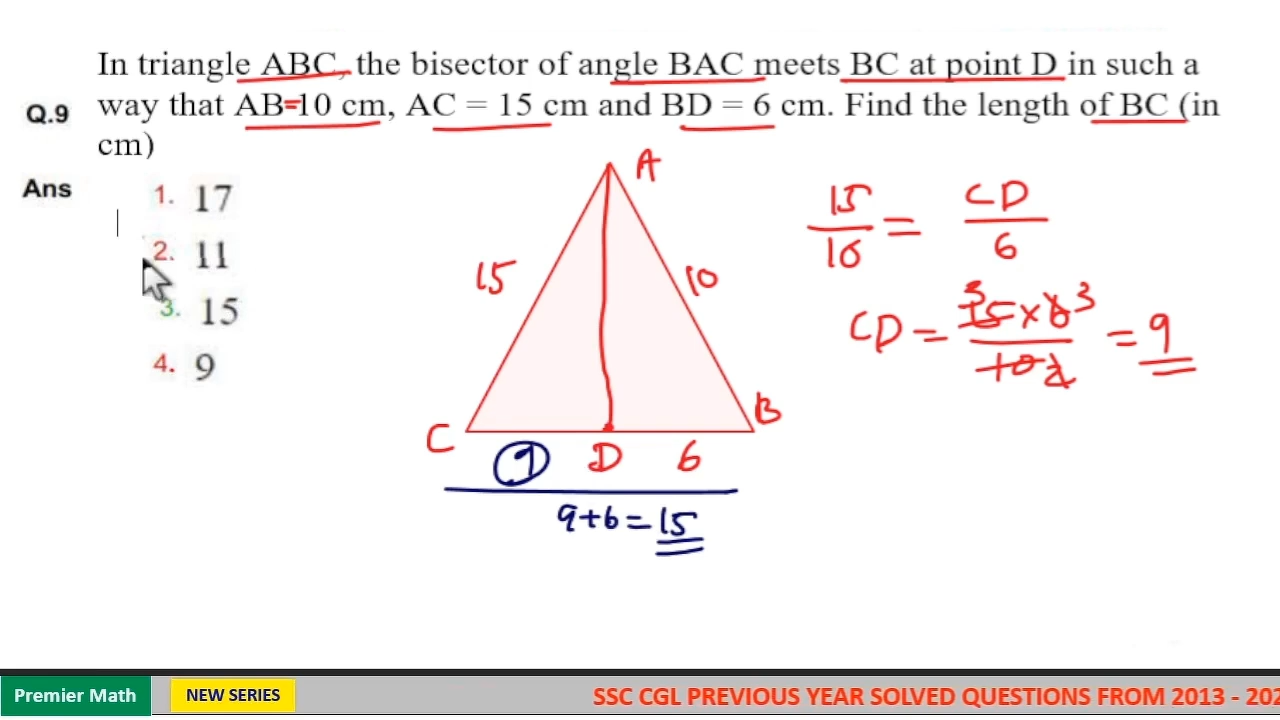 In triangle ABC, the bisector of angle BAC meets BC at point D in such a
Q.9 way that AB=10 cm, AC = 15 cm and BD = 6 cm. Find the length of BC (in
cm)
Ans
1. 17
2. 11
3. 15
4. 9
A
15
10
C
B
9 D 6
9+6=15
15/10 = CD/6
CD = 15×6/10 = 9
3
3
2
Premier Math
NEW SERIES
SSC CGL PREVIOUS YEAR SOLVED QUESTIONS FROM 2013 - 202